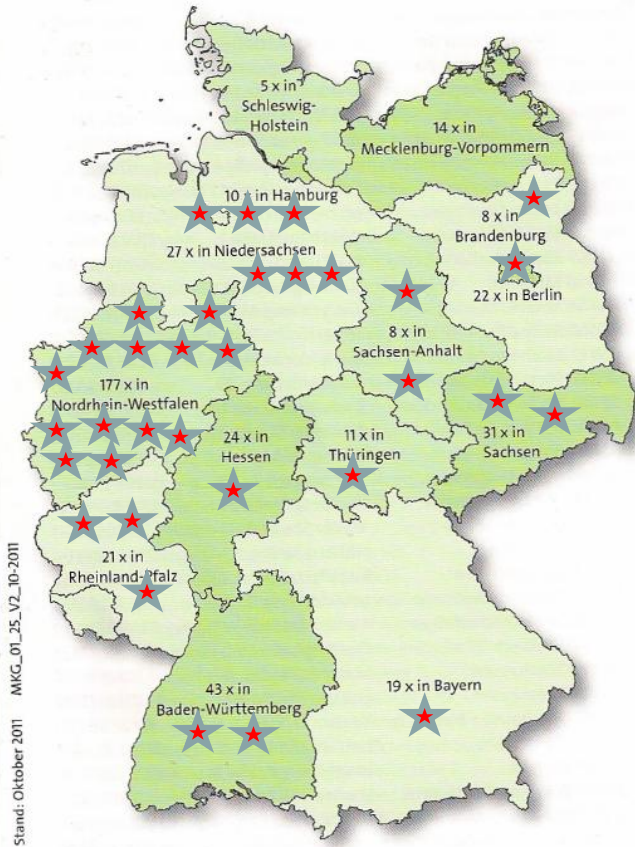 5 x in
Schleswig-
Holstein
14 x in
Mecklenburg-Vorpommern
10 x in Hamburg
8 x in
Brandenburg
27 x in Niedersachsen
22 x in Berlin
8 x in
Sachsen-Anhalt
177 x in
Nordrhein-Westfalen
24 x in
Hessen
11 x in
Thüringen
31 x in
Sachsen
21 x in
Rheinland-Pfalz
43 x in
Baden-Württemberg
19 x in Bayern
Stand: Oktober 2011 MKG_01_25_V2_10-2011